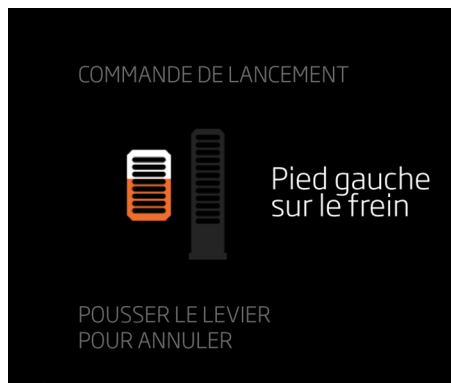 COMMANDE DE LANCEMENT
Pied gauche
sur le frein
POUSSER LE LEVIER
POUR ANNULER